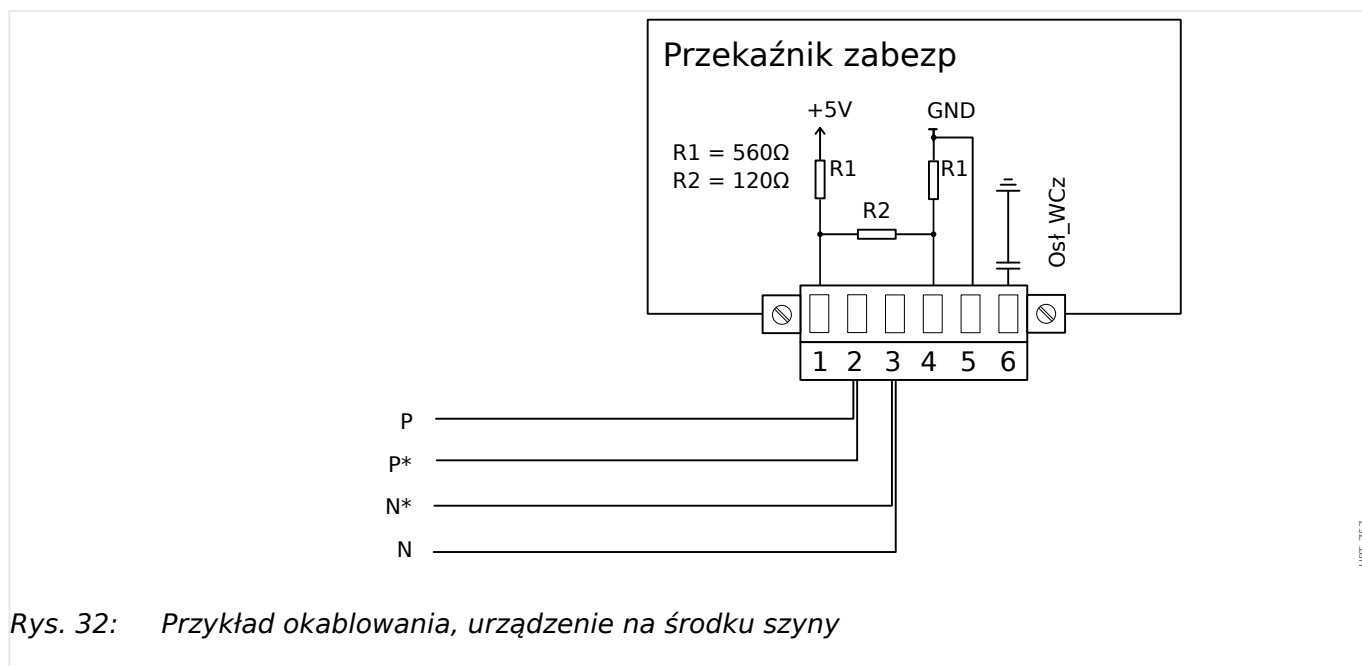 Przekaźnik zabezp
+5V
GND
R1 = 560Ω
R2 = 120Ω
R1
R1
R2
Osł_WCz
1 2 3 4 5 6
P
P*
N*
N
Rys. 32: Przykład okablowania, urządzenie na środku szyny